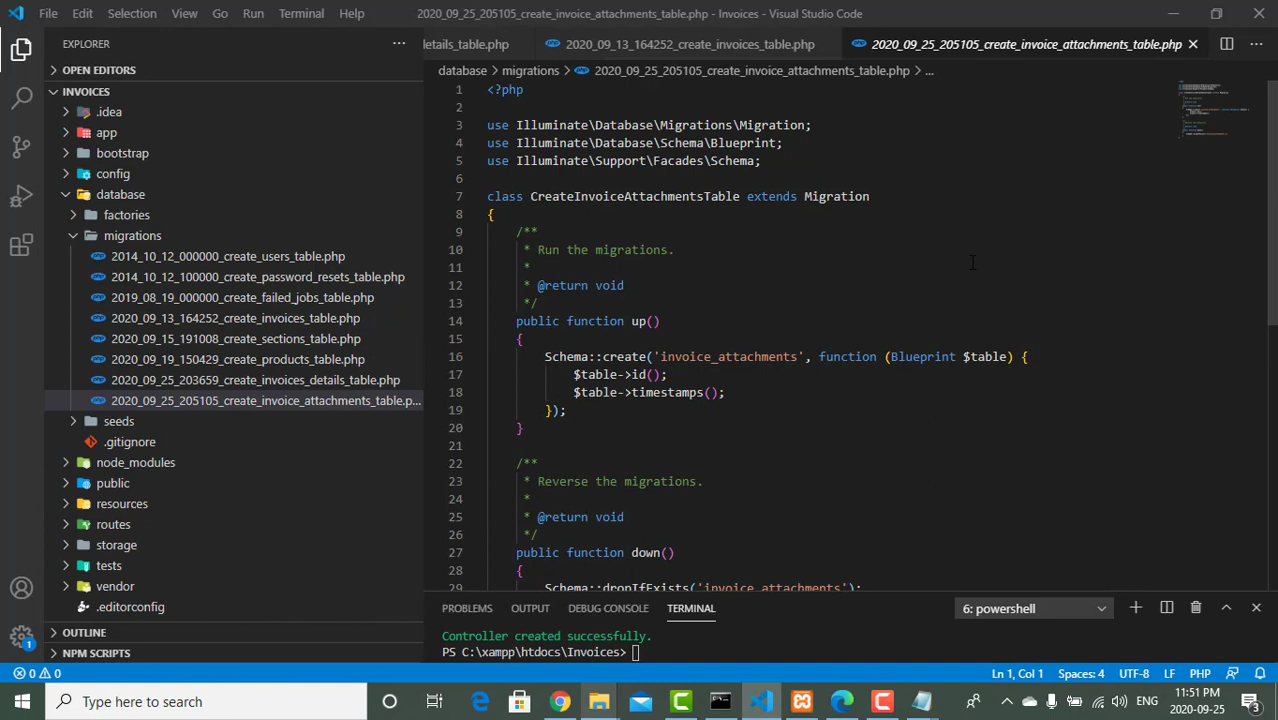 File Edit Selection View Go Run Terminal Help 2020_09_25_205105_create_invoice_attachments_table.php - Invoices - Visual Studio Code
EXPLORER
OPEN EDITORS
INVOICES
.idea
app
bootstrap
config
database
factories
migrations
2014_10_12_000000_create_users_table.php
2014_10_12_100000_create_password_resets_table.php
2019_08_19_000000_create_failed_jobs_table.php
2020_09_13_164252_create_invoices_table.php
2020_09_15_191008_create_sections_table.php
2020_09_19_150429_create_products_table.php
2020_09_25_203659_create_invoices_details_table.php
2020_09_25_205105_create_invoice_attachments_table.p...
seeds
.gitignore
node_modules
public
resources
routes
storage
tests
vendor
.editorconfig
OUTLINE
NPM SCRIPTS
details_table.php 2020_09_13_164252_create_invoices_table.php 2020_09_25_205105_create_invoice_attachments_table.php
database migrations 2020_09_25_205105_create_invoice_attachments_table.php ...
1 <?php
2
3 use Illuminate\Database\Migrations\Migration;
4 use Illuminate\Database\Schema\Blueprint;
5 use Illuminate\Support\Facades\Schema;
6
7 class CreateInvoiceAttachmentsTable extends Migration
8 {
9 /**
10 * Run the migrations.
11 *
12 * @return void
13 */
14 public function up()
15 {
16 Schema::create('invoice_attachments', function (Blueprint $table) {
17 $table->id();
18 $table->timestamps();
19 });
20 }
21
22 /**
23 * Reverse the migrations.
24 *
25 * @return void
26 */
27 public function down()
28 {
29 Schema::dropIfExists('invoice_attachments');
PROBLEMS OUTPUT DEBUG CONSOLE TERMINAL 6: powershell
Controller created successfully.
PS C:\xampp\htdocs\Invoices>
1
0 0 Ln 1, Col 1 Spaces: 4 UTF-8 LF PHP
Type here to search ENG 11:51 PM
2020-09-25
3